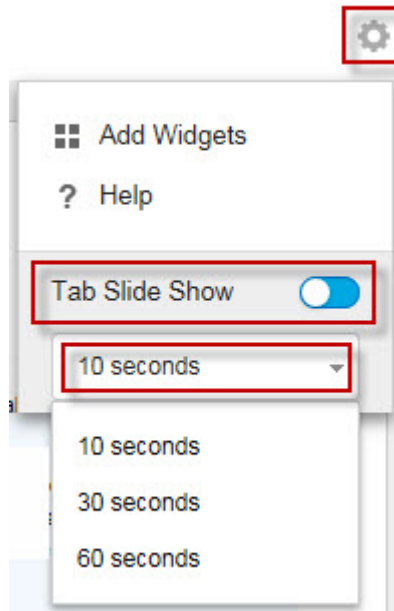 Add Widgets
? Help
Tab Slide Show
10 seconds
10 seconds
30 seconds
60 seconds